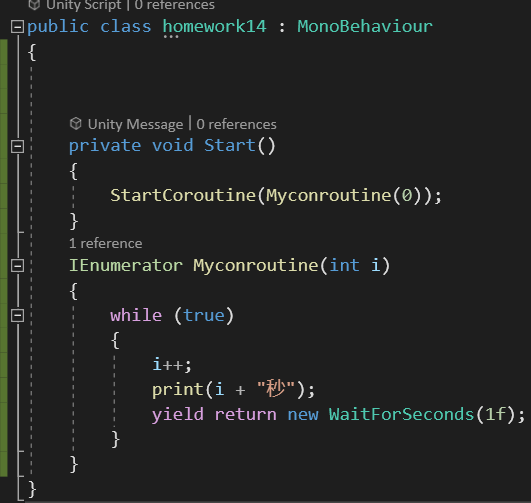 Unity Script | 0 references
public class homework14 : MonoBehaviour
{
Unity Message | 0 references
private void Start()
{
StartCoroutine(Myconroutine(0));
}
1 reference
IEnumerator Myconroutine(int i)
{
while (true)
{
i++;
print(i + "秒");
yield return new WaitForSeconds(1f);
}
}
}